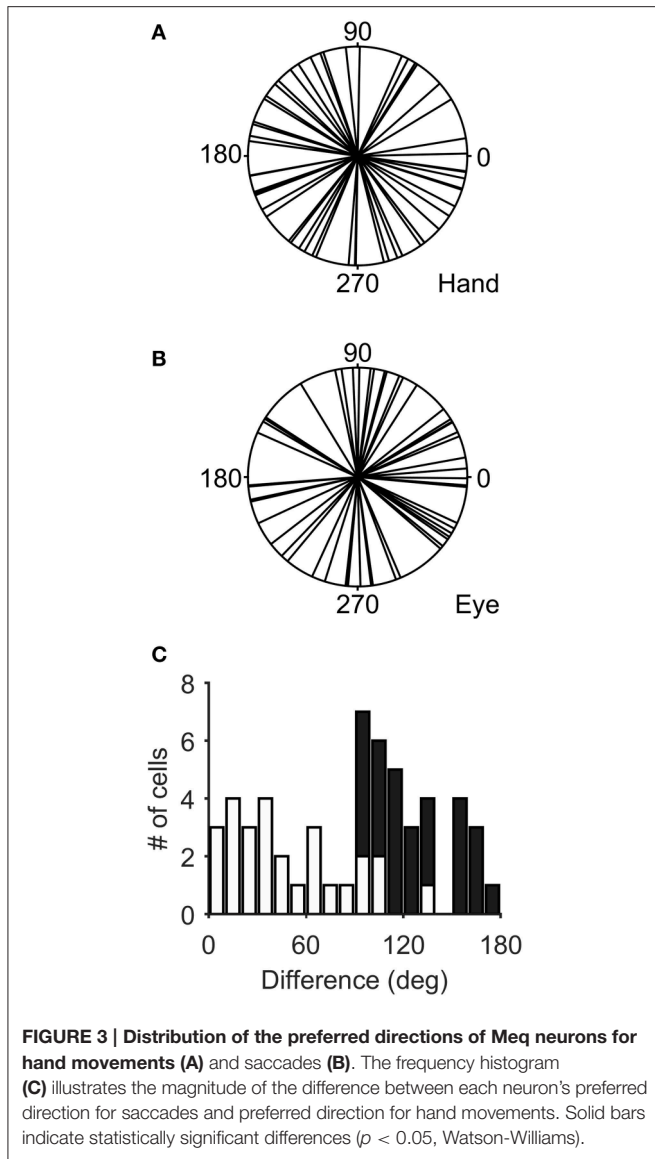 A
90
180
0
270
Hand
B
90
180
0
270
Eye
C
8
6
4
2
0
# of cells
0 60 120 180
Difference (deg)
FIGURE 3 | Distribution of the preferred directions of Meq neurons for
hand movements (A) and saccades (B). The frequency histogram
(C) illustrates the magnitude of the difference between each neuron's preferred
direction for saccades and preferred direction for hand movements. Solid bars
indicate statistically significant differences (p < 0.05, Watson-Williams).